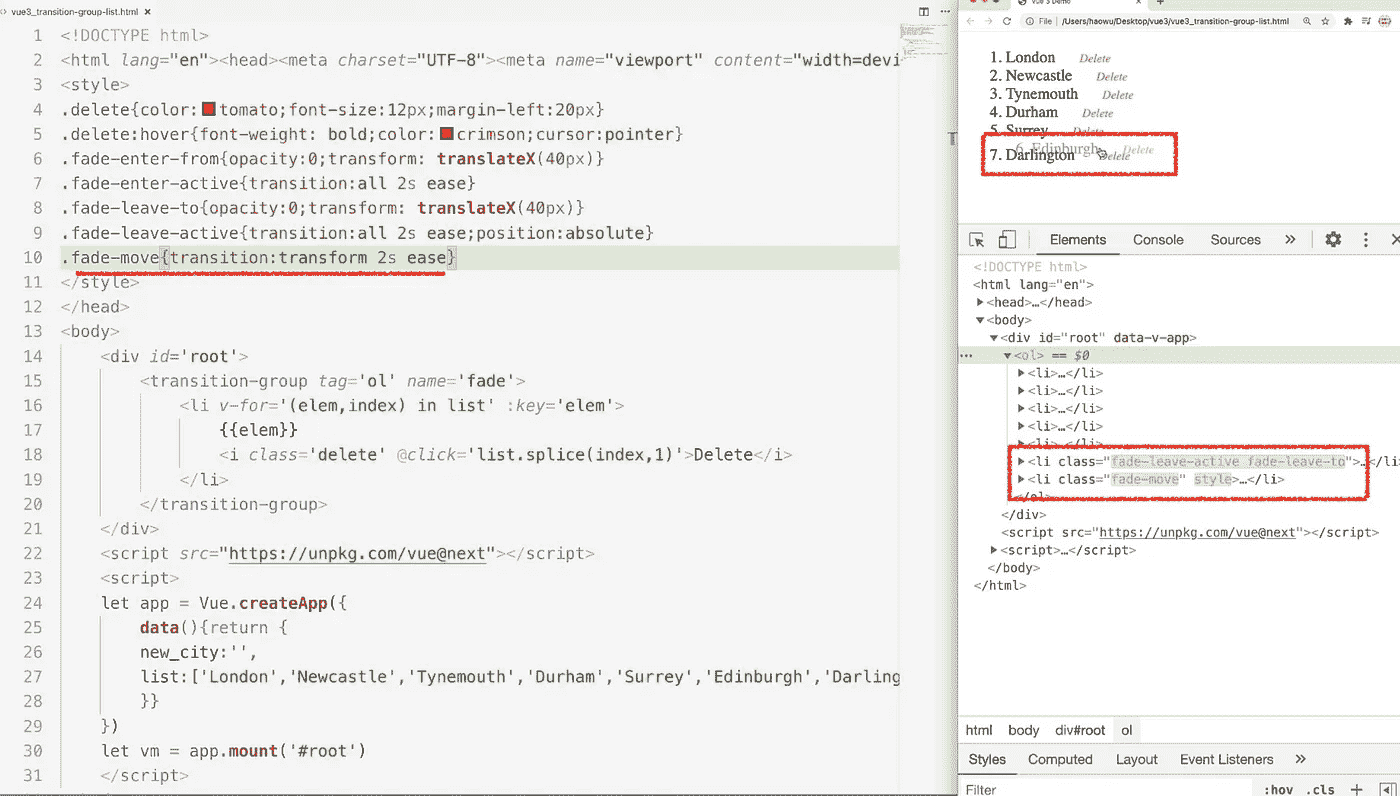 vue3_transition-group-list.html ×
1 <!DOCTYPE html>
2 <html lang="en"><head><meta charset="UTF-8"><meta name="viewport" content="width=devi
3 <style>
4 .delete{color: tomato;font-size:12px;margin-left:20px}
5 .delete:hover{font-weight: bold;color: crimson;cursor:pointer}
6 .fade-enter-from{opacity:0;transform: translateX(40px)}
7 .fade-enter-active{transition:all 2s ease}
8 .fade-leave-to{opacity:0;transform: translateX(40px)}
9 .fade-leave-active{transition:all 2s ease;position:absolute}
10 .fade-move{transition:transform 2s ease}
11 </style>
12 </head>
13 <body>
14 <div id='root'>
15 <transition-group tag='ol' name='fade'>
16 <li v-for='(elem,index) in list' :key='elem'>
17 {{elem}}
18 <i class='delete' @click='list.splice(index,1)'>Delete</i>
19 </li>
20 </transition-group>
21 </div>
22 <script src="https://unpkg.com/vue@next"></script>
23 <script>
24 let app = Vue.createApp({
25 data(){return {
26 new_city:'',
27 list:['London','Newcastle','Tynemouth','Durham','Surrey','Edinburgh','Darling
28 }}
29 })
30 let vm = app.mount('#root')
31 </script>
Vue 3 Demo
File | /Users/haowu/Desktop/vue3/vue3_transition-group-list.html
1. London Delete
2. Newcastle Delete
3. Tynemouth Delete
4. Durham Delete
5. Surrey Delete
6. Edinburgh Delete
7. Darlington Delete
Elements Console Sources »
<!DOCTYPE html>
<html lang="en">
<head>…</head>
<body>
<div id="root" data-v-app>
<ol> == $0
<li>…</li>
<li>…</li>
<li>…</li>
<li>…</li>
<li>…</li>
<li class="fade-leave-active fade-leave-to">…</li>
<li class="fade-move" style>…</li>
</ol>
</div>
<script src="https://unpkg.com/vue@next"></script>
<script>…</script>
</body>
</html>
html body div#root ol
Styles Computed Layout Event Listeners »
Filter :hov .cls +